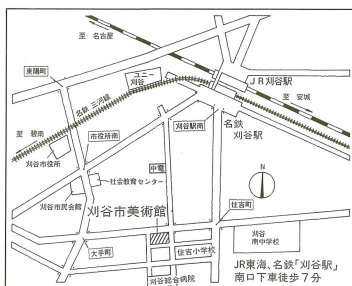 至 名古屋
東陽町
ユニー
刈谷
JR刈谷駅
名鉄 三河線
至 安城
至 碧南
市役所南
刈谷駅南
名鉄
刈谷駅
刈谷市役所
中電
社会教育センター
N
刈谷市民会館
刈谷市美術館
住吉町
大手町
住吉小学校
刈谷
南中学校
刈谷総合病院
JR東海、名鉄「刈谷駅」
南口下車徒歩7分